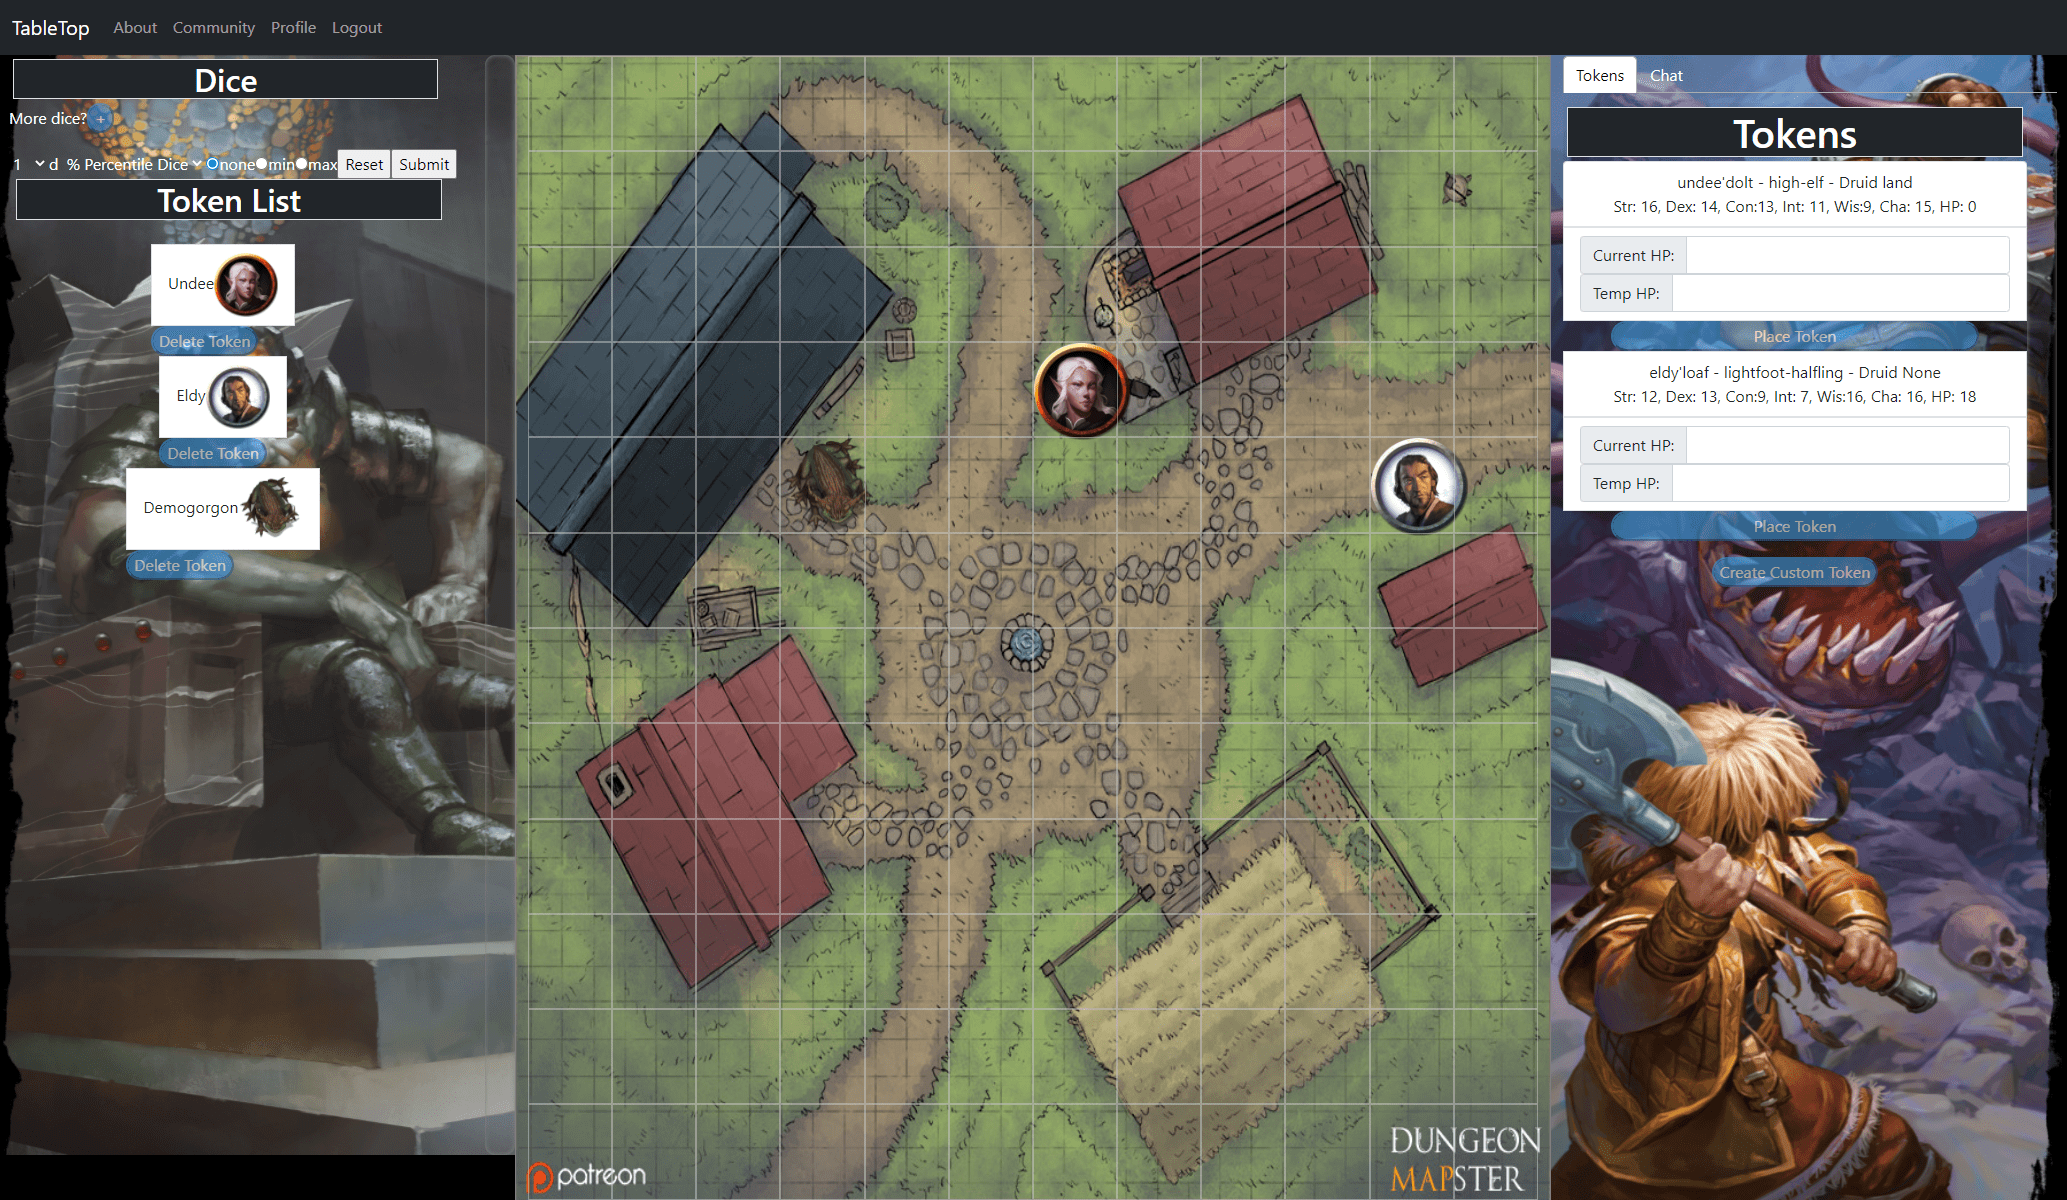 TableTop About Community Profile Logout
Dice
More dice? +
1 d % Percentile Dice none min max Reset Submit
Token List
Undee
Delete Token
Eldy
Delete Token
Demogorgon
Delete Token
patreon
DUNGEON
MAPSTER
Tokens Chat
Tokens
undee'dolt - high-elf - Druid land
Str: 16, Dex: 14, Con:13, Int: 11, Wis:9, Cha: 15, HP: 0
Current HP:
Temp HP:
Place Token
eldy'loaf - lightfoot-halfling - Druid None
Str: 12, Dex: 13, Con:9, Int: 7, Wis:16, Cha: 16, HP: 18
Current HP:
Temp HP:
Place Token
Create Custom Token